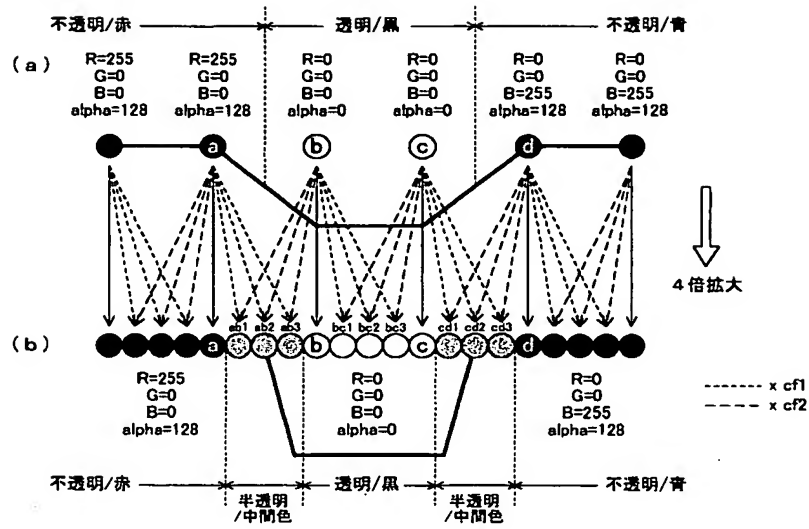 不透明/赤 透明/黒 不透明/青
(a)
R=255 R=255 R=0 R=0 R=0 R=0
G=0 G=0 G=0 G=0 G=0 G=0
B=0 B=0 B=0 B=0 B=255 B=255
alpha=128 alpha=128 alpha=0 alpha=0 alpha=128 alpha=128
a b c d
4倍拡大
ab1 ab2 ab3 bc1 bc2 bc3 cd1 cd2 cd3
(b)
a b c d
R=255 R=0 R=0
G=0 G=0 G=0
B=0 B=0 B=255
alpha=128 alpha=0 alpha=128
x cf1
x cf2
不透明/赤 半透明 透明/黒 半透明 不透明/青
/中間色 /中間色